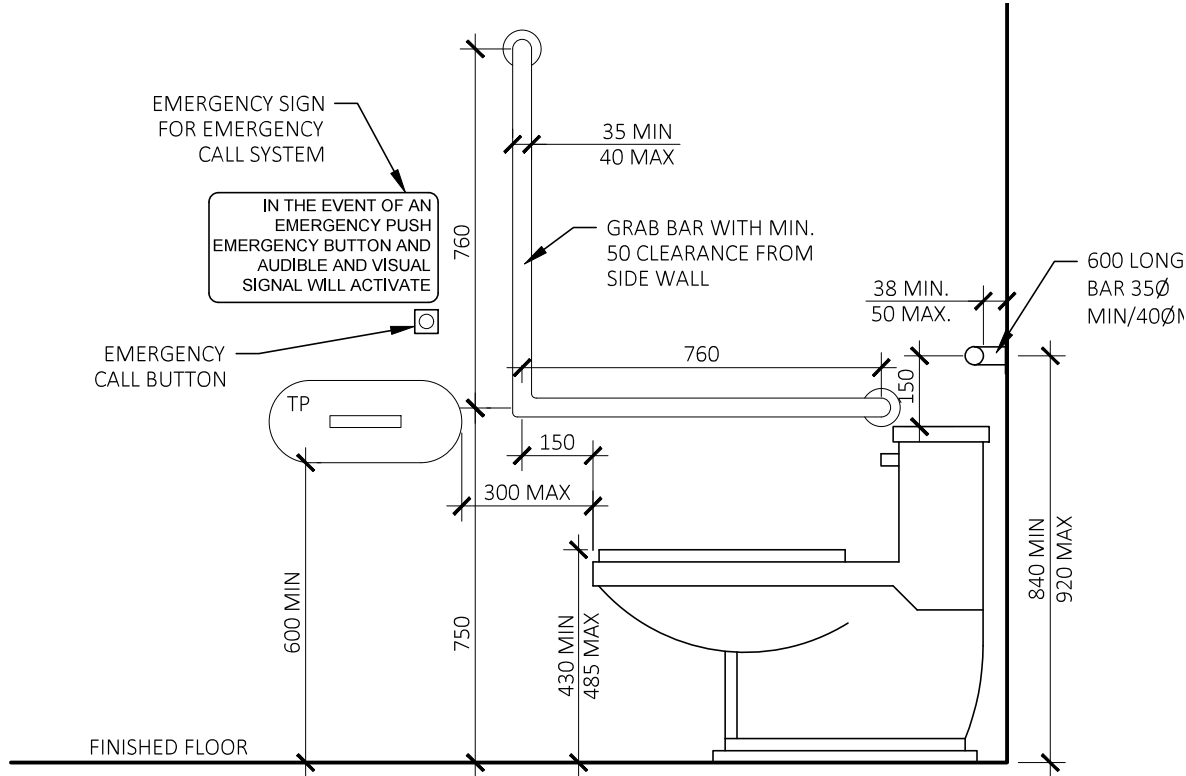 EMERGENCY SIGN
FOR EMERGENCY
CALL SYSTEM
35 MIN
40 MAX
IN THE EVENT OF AN
EMERGENCY PUSH
EMERGENCY BUTTON AND
AUDIBLE AND VISUAL
SIGNAL WILL ACTIVATE
760
GRAB BAR WITH MIN.
50 CLEARANCE FROM
SIDE WALL
38 MIN.
50 MAX.
600 LONG
BAR 35Ø
MIN/40ØM
EMERGENCY
CALL BUTTON
760
150
TP
150
300 MAX
600 MIN
750
430 MIN
485 MAX
840 MIN
920 MAX
FINISHED FLOOR